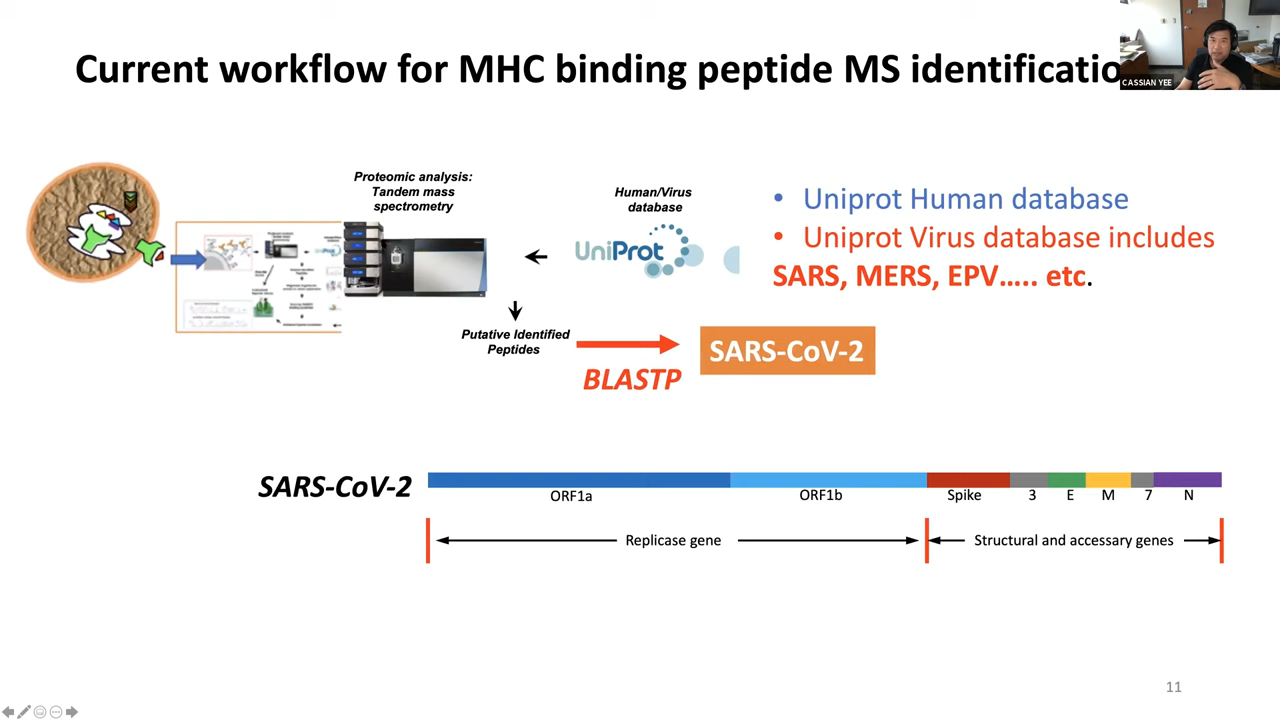 Current workflow for MHC binding peptide MS identificatio
CASSIAN YEE
Proteomic analysis:
Tandem mass
spectrometry
Human/Virus
database
UniProt
• Uniprot Human database
• Uniprot Virus database includes
SARS, MERS, EPV..... etc.
Putative Identified
Peptides
BLASTP
SARS-CoV-2
SARS-CoV-2
ORF1a ORF1b Spike 3 E M 7 N
Replicase gene Structural and accessary genes
11